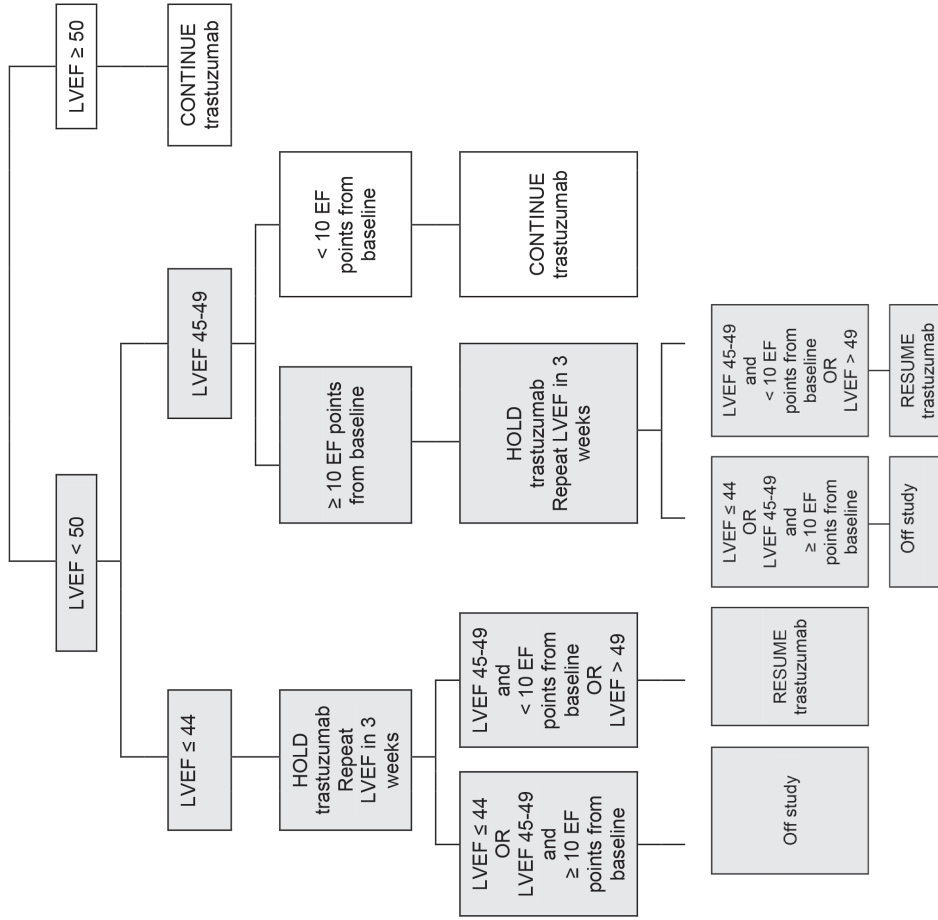 LVEF < 50
LVEF ≥ 50
LVEF ≤ 44
LVEF 45-49
CONTINUE
trastuzumab
HOLD
trastuzumab
Repeat
LVEF in 3
weeks
≥ 10 EF points
from baseline
< 10 EF
points from
baseline
LVEF ≤ 44
OR
LVEF 45-49
and
≥ 10 EF
points from
baseline
LVEF 45-49
and
< 10 EF
points from
baseline
OR
LVEF > 49
HOLD
trastuzumab
Repeat LVEF in 3
weeks
CONTINUE
trastuzumab
Off study
RESUME
trastuzumab
LVEF ≤ 44
OR
LVEF 45-49
and
≥ 10 EF
points from
baseline
LVEF 45-49
and
< 10 EF
points from
baseline
OR
LVEF > 49
Off study
RESUME
trastuzumab